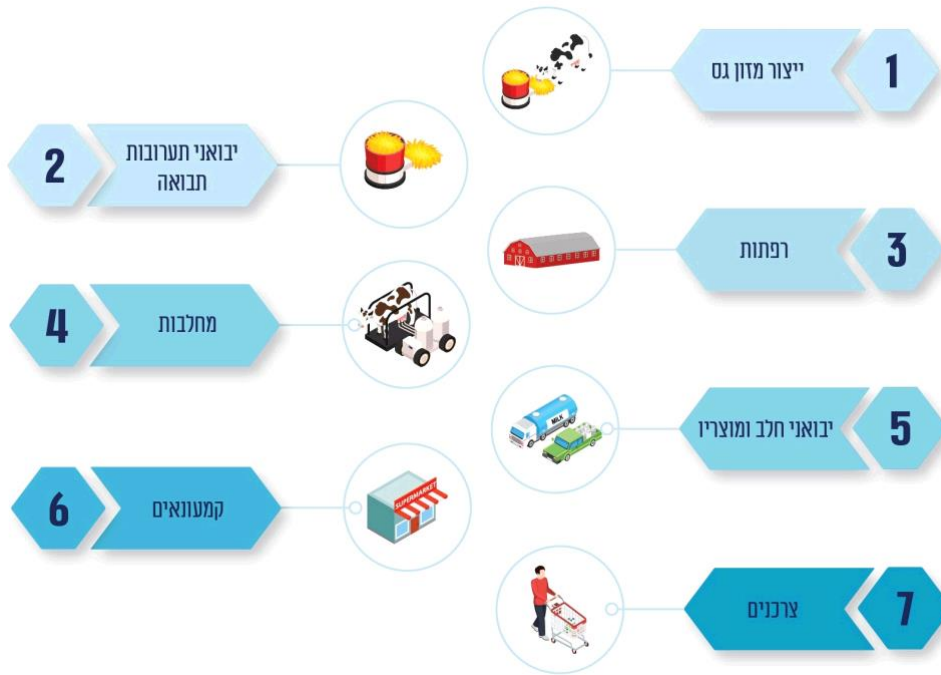 1
ייצור מזון גס
2
יבואני תערובות
תבואה
3
רפתות
4
מחלבות
5
יבואני חלב ומוצריו
MILK
6
קמעונאים
SUPERMARKET
7
צרכנים